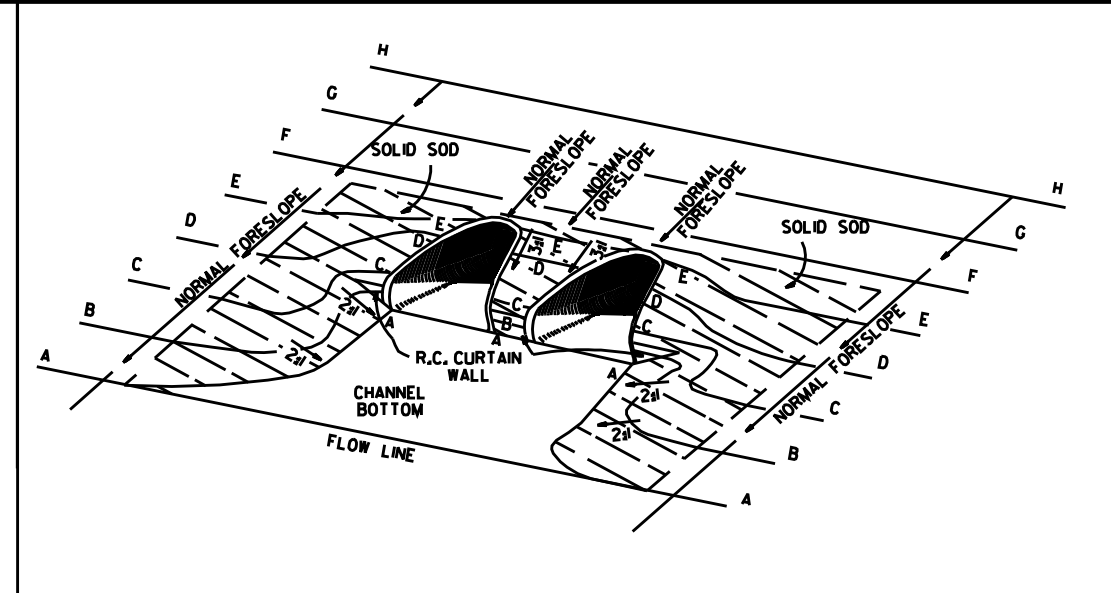 H
G
F
E
D
C
B
A
SOLID SOD
NORMAL FORESLOPE
NORMAL
FORESLOPE
NORMAL
FORESLOPE
NORMAL
FORESLOPE
SOLID SOD
H
G
F
E
D
C
B
A
NORMAL FORESLOPE
E
D
C
A
3:1
E
D
3:1
C
B
A
E
D
C
A
2:1
2:1
2:1
2:1
R.C. CURTAIN
WALL
CHANNEL
BOTTOM
FLOW LINE